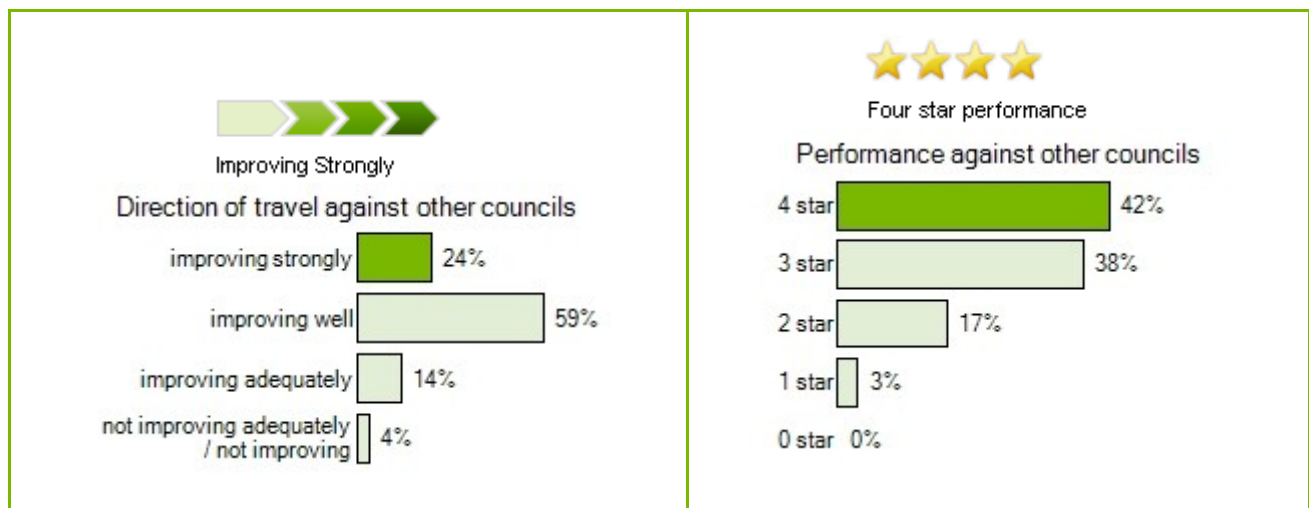 Improving Strongly
Direction of travel against other councils
improving strongly 24%
improving well 59%
improving adequately 14%
not improving adequately
/ not improving 4%
Four star performance
Performance against other councils
4 star 42%
3 star 38%
2 star 17%
1 star 3%
0 star 0%